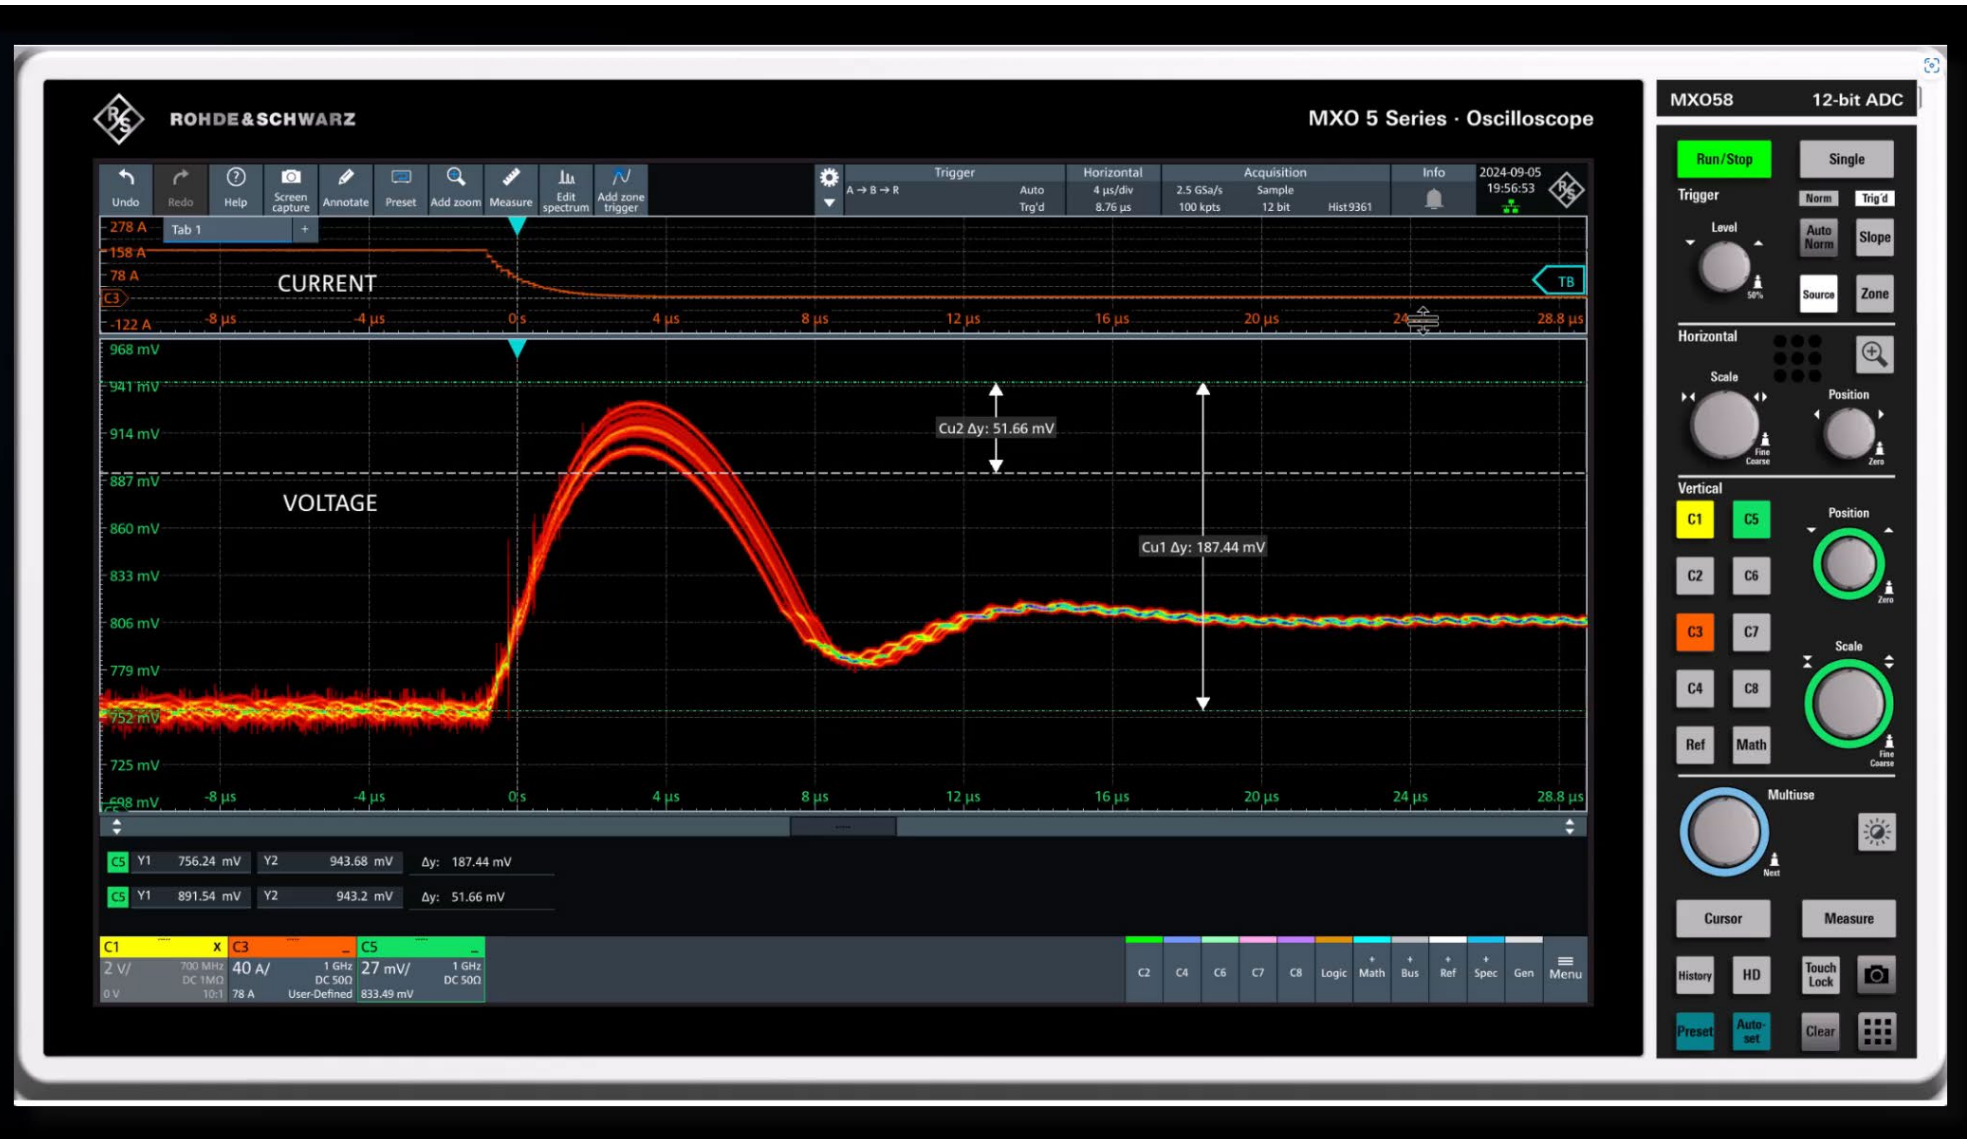 MXO58 12-bit ADC
ROHDE&SCHWARZ
MXO 5 Series · Oscilloscope
Undo
Redo
Help
Screen
capture
Annotate
Preset
Add zoom
Measure
Edit
spectrum
Add zone
trigger
Trigger
A → B → R
Auto
Trg'd
Horizontal
4 µs/div
8.76 µs
Acquisition
2.5 GSa/s Sample
100 kpts 12 bit Hist 9361
Info
2024-09-05
19:56:53
Tab 1 +
278 A
158 A
78 A
C3
-122 A
CURRENT
TB
-8 µs -4 µs 0 s 4 µs 8 µs 12 µs 16 µs 20 µs 24 28.8 µs
968 mV
941 mV
914 mV
887 mV
860 mV
833 mV
806 mV
779 mV
752 mV
725 mV
698 mV
C5
VOLTAGE
Cu2 Δy: 51.66 mV
Cu1 Δy: 187.44 mV
-8 µs -4 µs 0 s 4 µs 8 µs 12 µs 16 µs 20 µs 24 µs 28.8 µs
C5 Y1 756.24 mV Y2 943.68 mV Δy: 187.44 mV
C5 Y1 891.54 mV Y2 943.2 mV Δy: 51.66 mV
C1 X
2 V/ 700 MHz
DC 1MΩ
0 V 10:1
C3
40 A/ 1 GHz
DC 50Ω
78 A User-Defined
C5
27 mV/ 1 GHz
DC 50Ω
833.49 mV
C2 C4 C6 C7 C8 Logic Math Bus Ref Spec Gen Menu
Run/Stop Single
Trigger
Norm Trig'd
Level
Auto
Norm
Slope
50%
Source Zone
Horizontal
Scale
Position
Fine
Coarse
Zero
Vertical
C1 C5
Position
C2 C6
Zero
C3 C7
Scale
C4 C8
Ref Math
Fine
Coarse
Multiuse
Next
Cursor Measure
History HD
Touch
Lock
Preset
Auto-
set
Clear